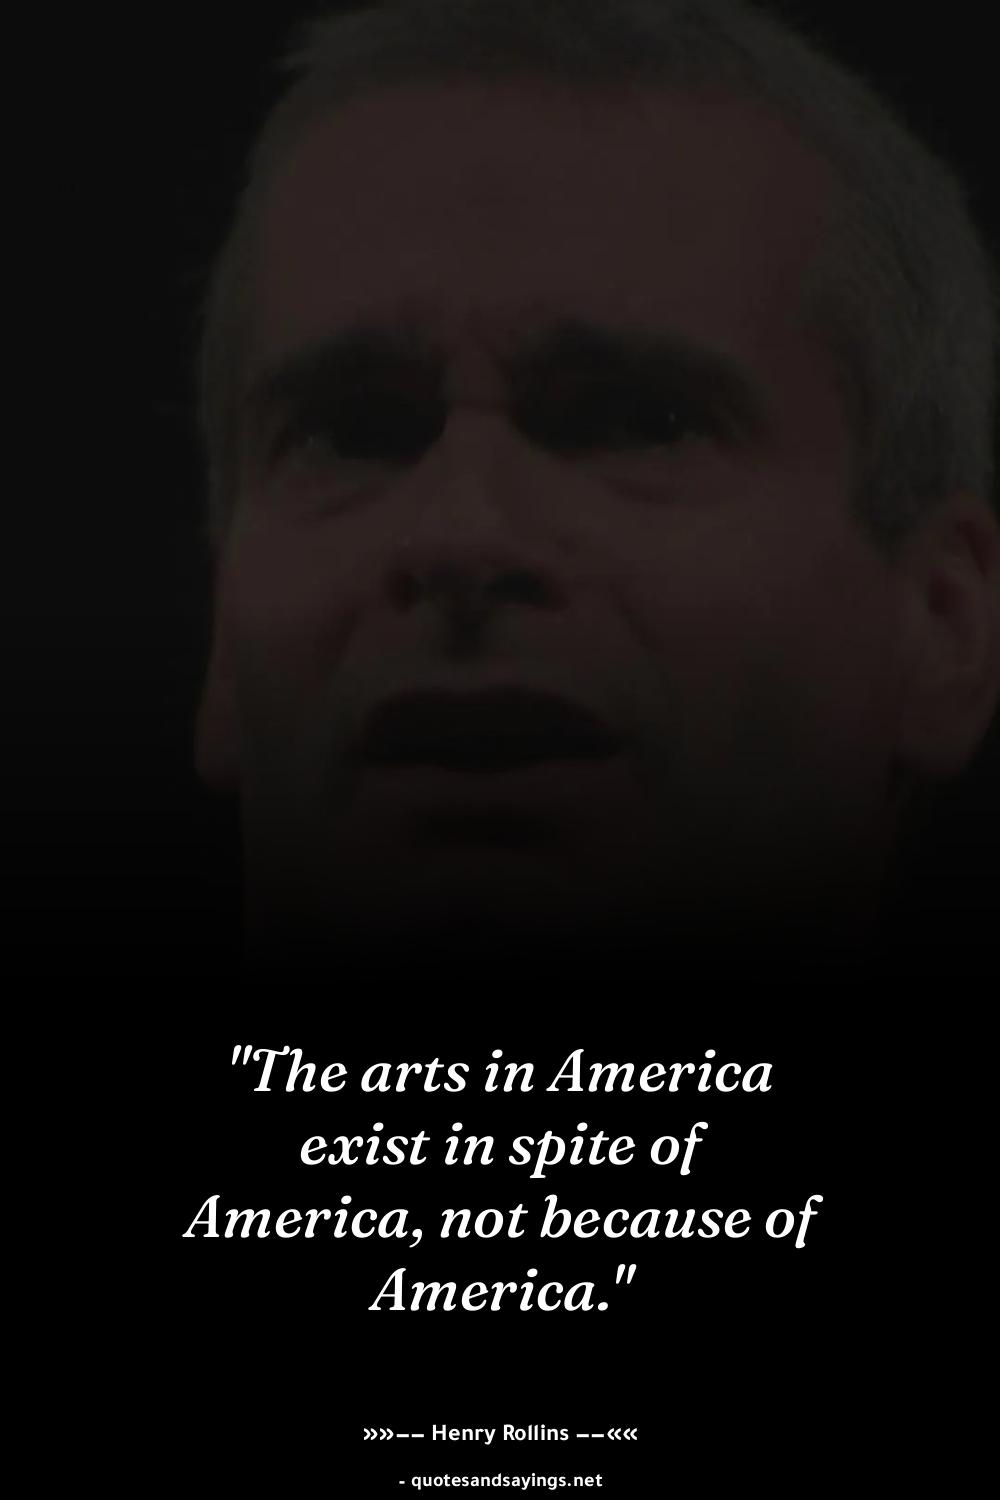 "The arts in America
exist in spite of
America, not because of
America."
»»–– Henry Rollins ––««
- quotesandsayings.net